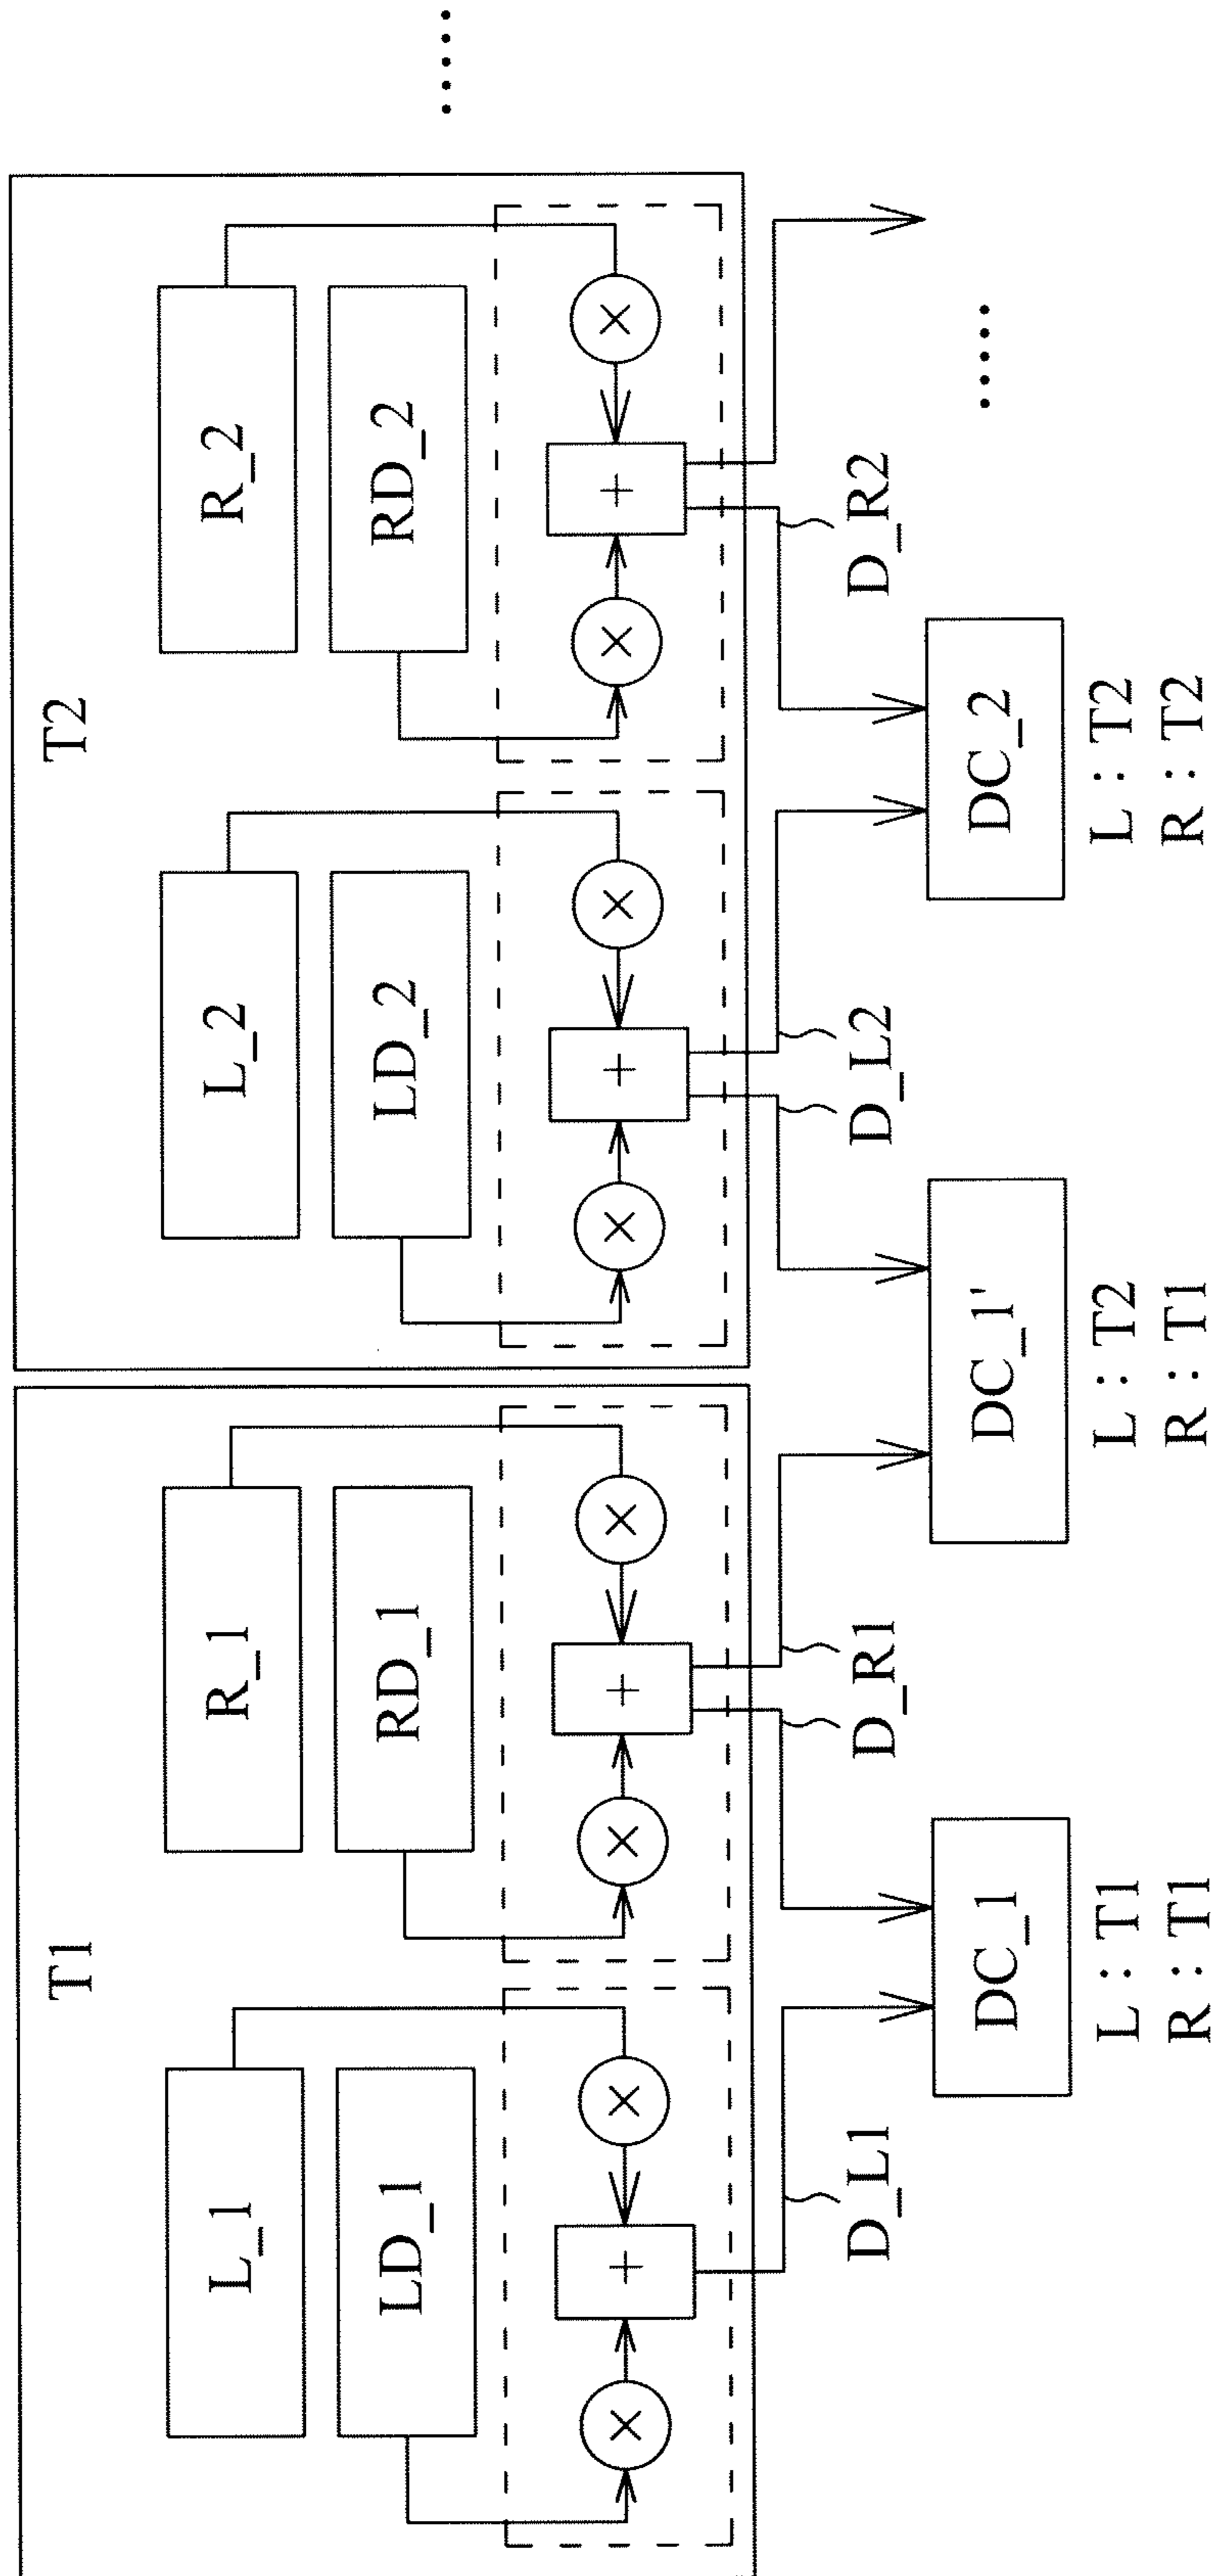 T1
T2
L_1
R_1
L_2
R_2
.....
LD_1
RD_1
LD_2
RD_2
×
+
×
×
+
×
×
+
×
×
+
×
D_L1
D_R1
D_L2
D_R2
DC_1
DC_1'
DC_2
.....
L : T1
L : T2
L : T2
R : T1
R : T1
R : T2